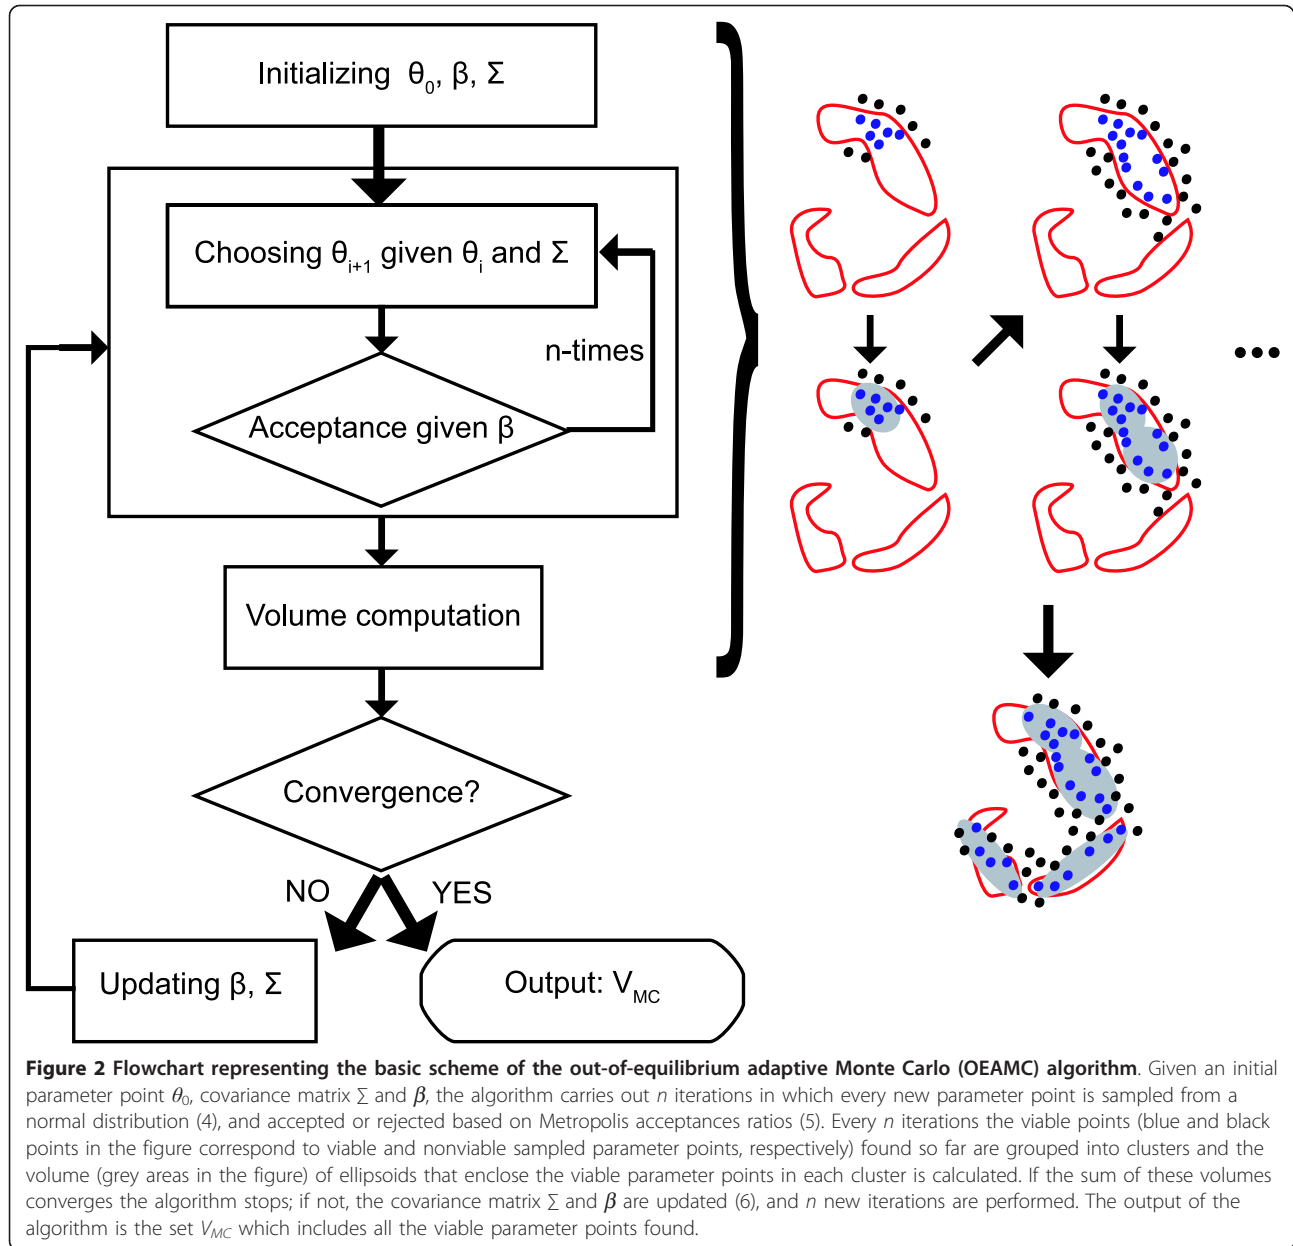 Initializing θ0, β, Σ
Choosing θi+1 given θi and Σ
n-times
Acceptance given β
Volume computation
Convergence?
NO
YES
Updating β, Σ
Output: VMC
Figure 2 Flowchart representing the basic scheme of the out-of-equilibrium adaptive Monte Carlo (OEAMC) algorithm. Given an initial
parameter point θ0, covariance matrix Σ and β, the algorithm carries out n iterations in which every new parameter point is sampled from a
normal distribution (4), and accepted or rejected based on Metropolis acceptances ratios (5). Every n iterations the viable points (blue and black
points in the figure correspond to viable and nonviable sampled parameter points, respectively) found so far are grouped into clusters and the
volume (grey areas in the figure) of ellipsoids that enclose the viable parameter points in each cluster is calculated. If the sum of these volumes
converges the algorithm stops; if not, the covariance matrix Σ and β are updated (6), and n new iterations are performed. The output of the
algorithm is the set VMC which includes all the viable parameter points found.